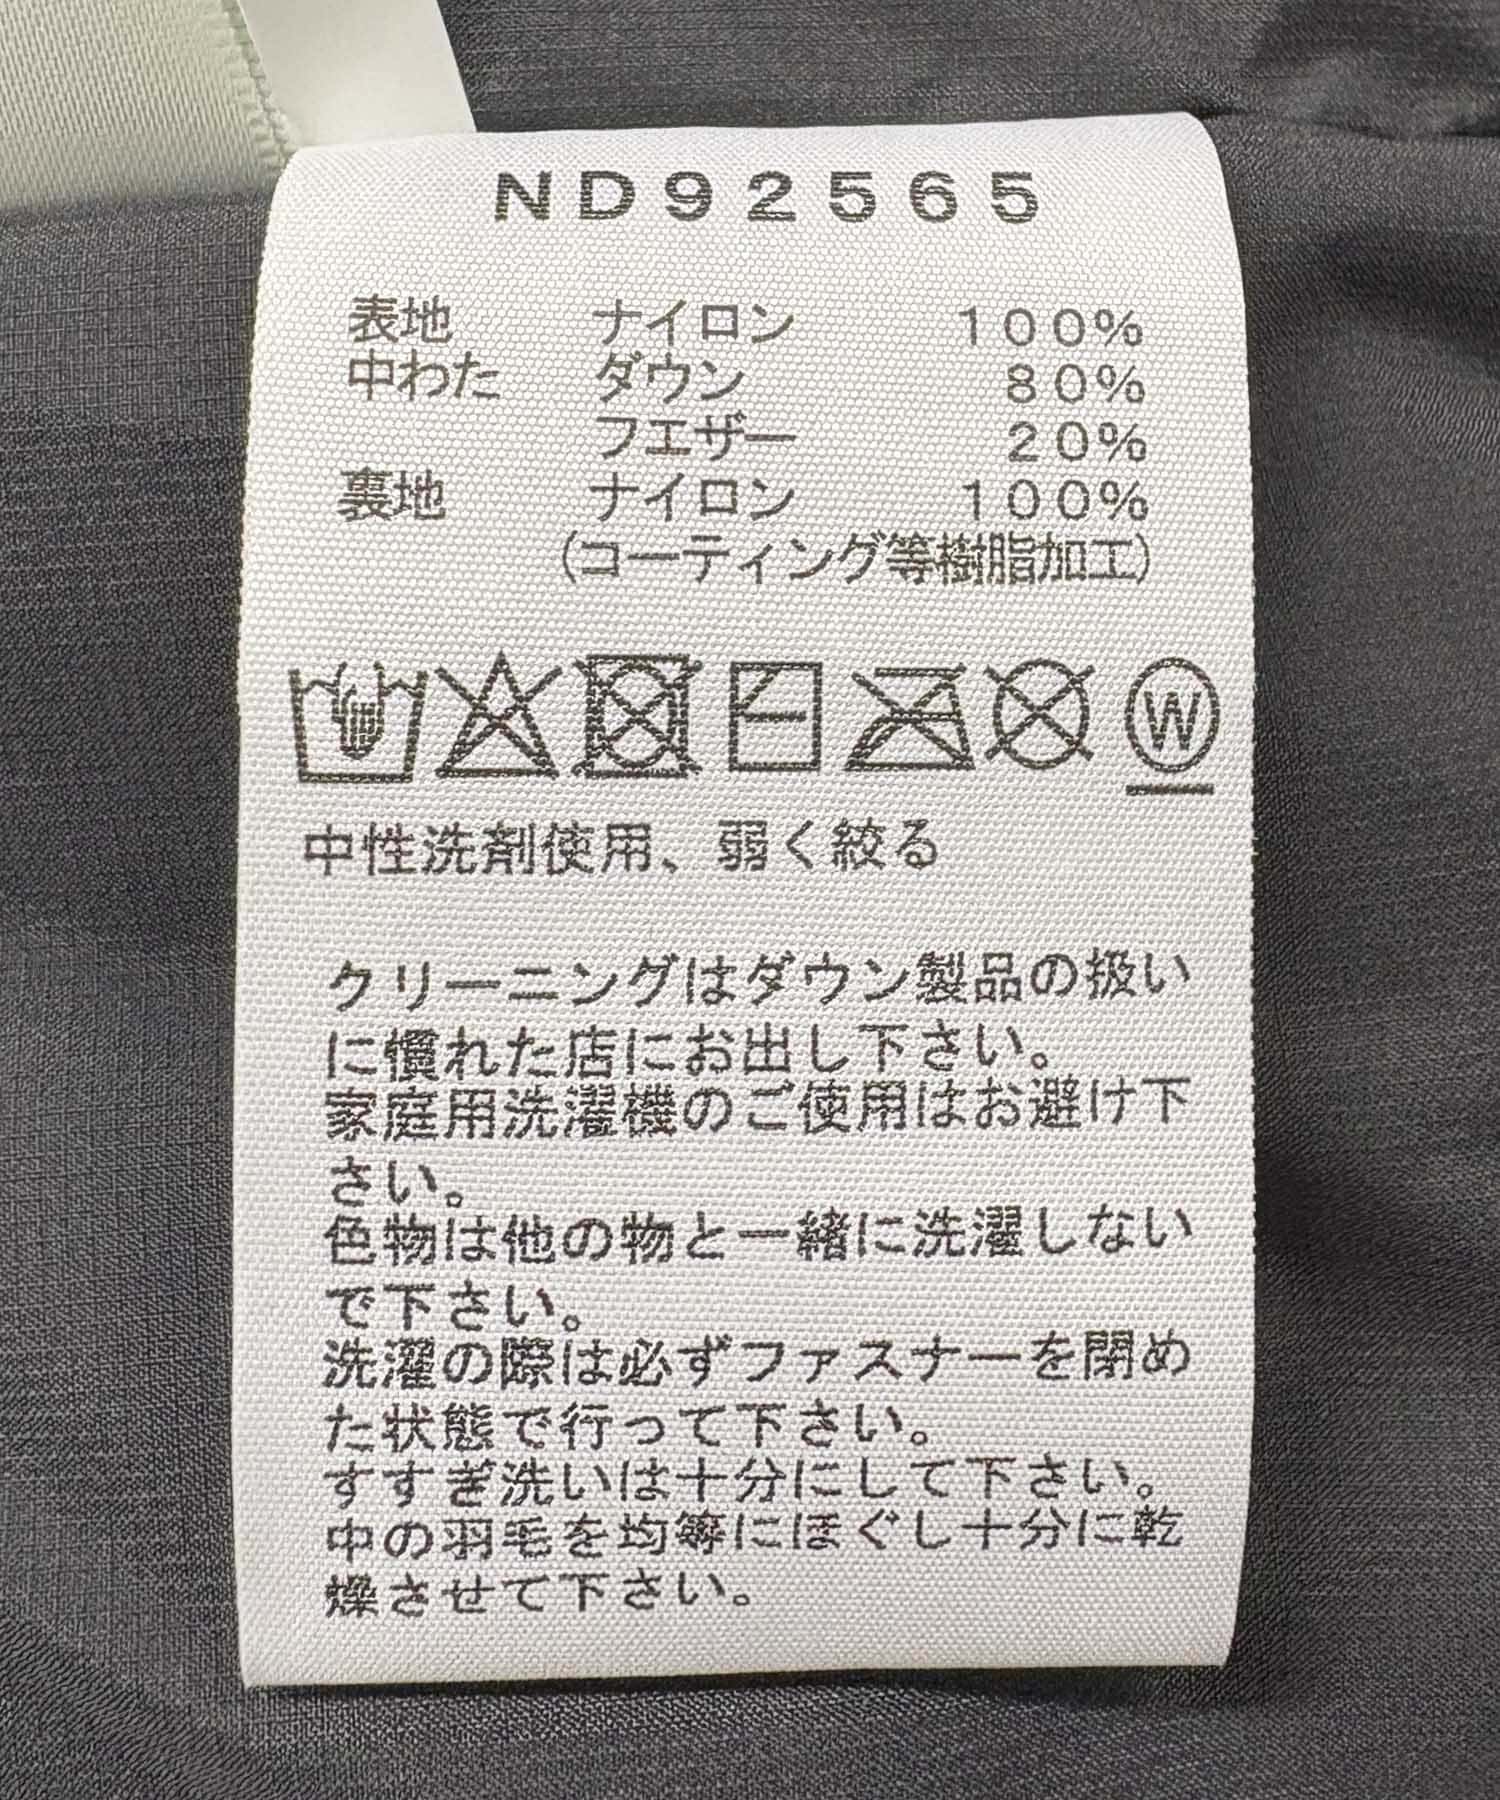 ND92565
表地 ナイロン 100%
中わた ダウン 80%
フエザー 20%
裏地 ナイロン 100%
(コーティング等樹脂加工)
W
中性洗剤使用、弱く絞る
クリーニングはダウン製品の扱い
に慣れた店にお出し下さい。
家庭用洗濯機のご使用はお避け下
さい。
色物は他の物と一緒に洗濯しない
で下さい。
洗濯の際は必ずファスナーを閉め
た状態で行って下さい。
すすぎ洗いは十分にして下さい。
中の羽毛を均等にほぐし十分に乾
燥させて下さい。